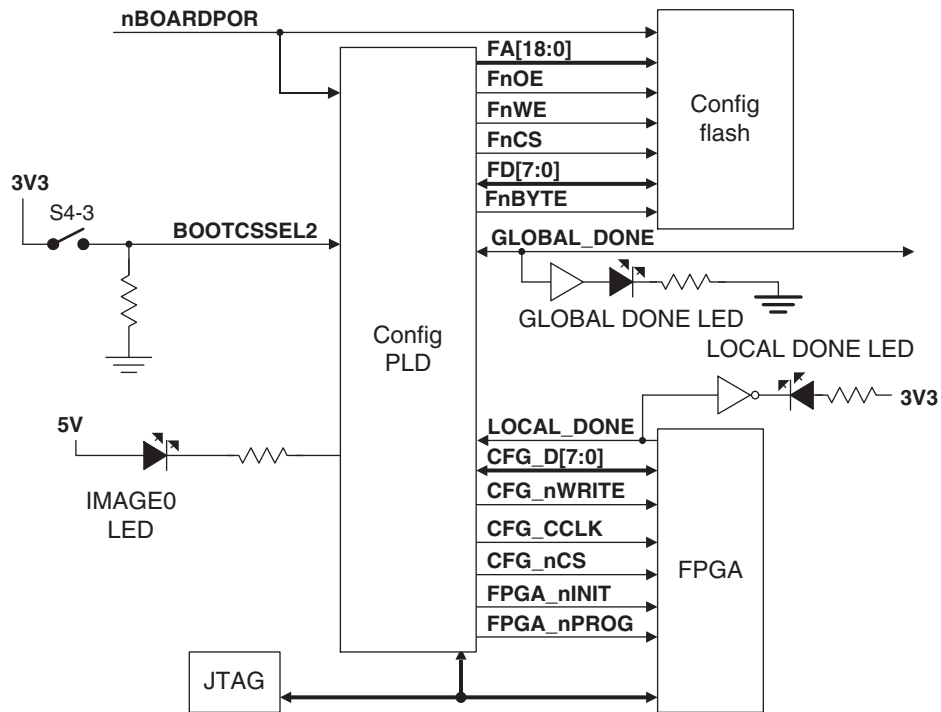 nBOARDPOR
FA[18:0]
FnOE
FnWE
FnCS
FD[7:0]
FnBYTE
Config
flash
3V3
S4-3
BOOTCSSEL2
GLOBAL_DONE
GLOBAL DONE LED
Config
PLD
LOCAL DONE LED
3V3
5V
IMAGE0
LED
LOCAL_DONE
CFG_D[7:0]
CFG_nWRITE
CFG_CCLK
CFG_nCS
FPGA_nINIT
FPGA_nPROG
FPGA
JTAG